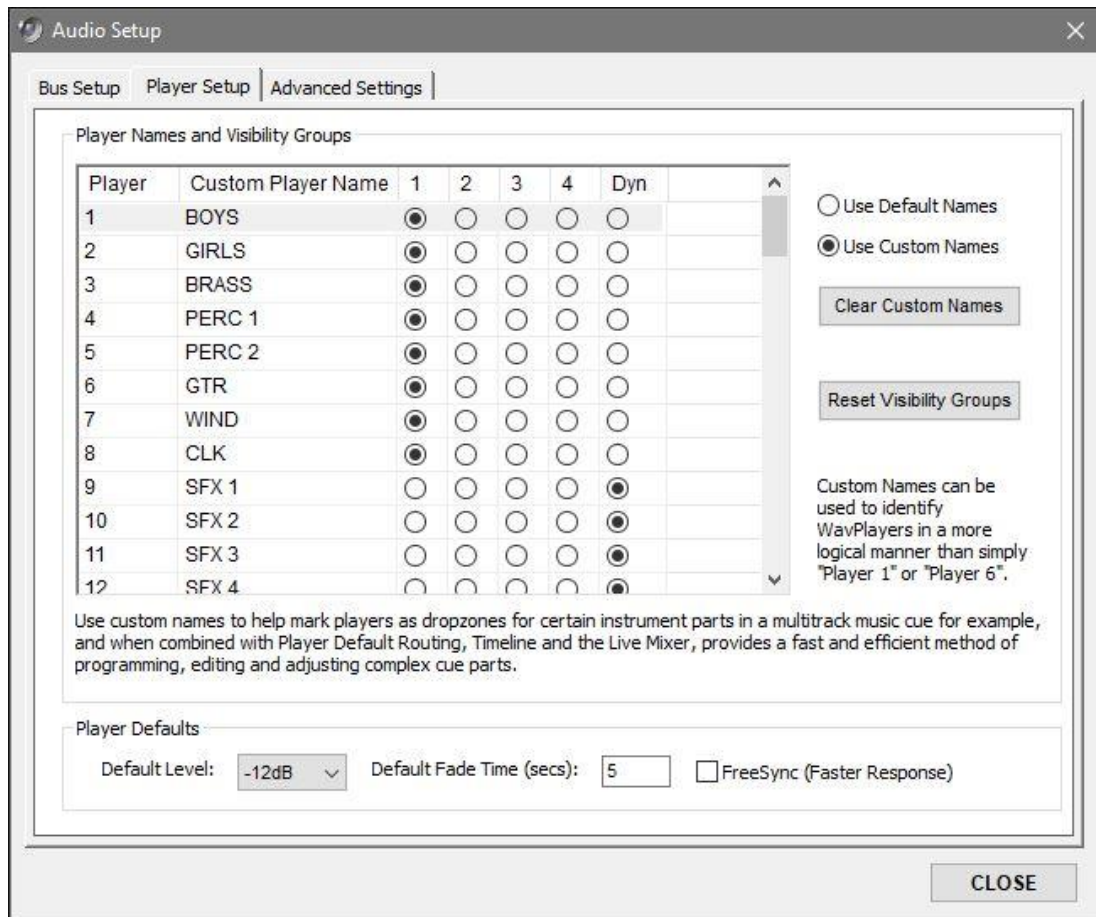 Audio Setup
Bus Setup Player Setup Advanced Settings
Player Names and Visibility Groups
Player Custom Player Name 1 2 3 4 Dyn
1 BOYS
2 GIRLS
3 BRASS
4 PERC 1
5 PERC 2
6 GTR
7 WIND
8 CLK
9 SFX 1
10 SFX 2
11 SFX 3
12 SFX 4
Use Default Names
Use Custom Names
Clear Custom Names
Reset Visibility Groups
Custom Names can be
used to identify
WavPlayers in a more
logical manner than simply
"Player 1" or "Player 6".
Use custom names to help mark players as dropzones for certain instrument parts in a multitrack music cue for example,
and when combined with Player Default Routing, Timeline and the Live Mixer, provides a fast and efficient method of
programming, editing and adjusting complex cue parts.
Player Defaults
Default Level: -12dB Default Fade Time (secs): 5 FreeSync (Faster Response)
CLOSE